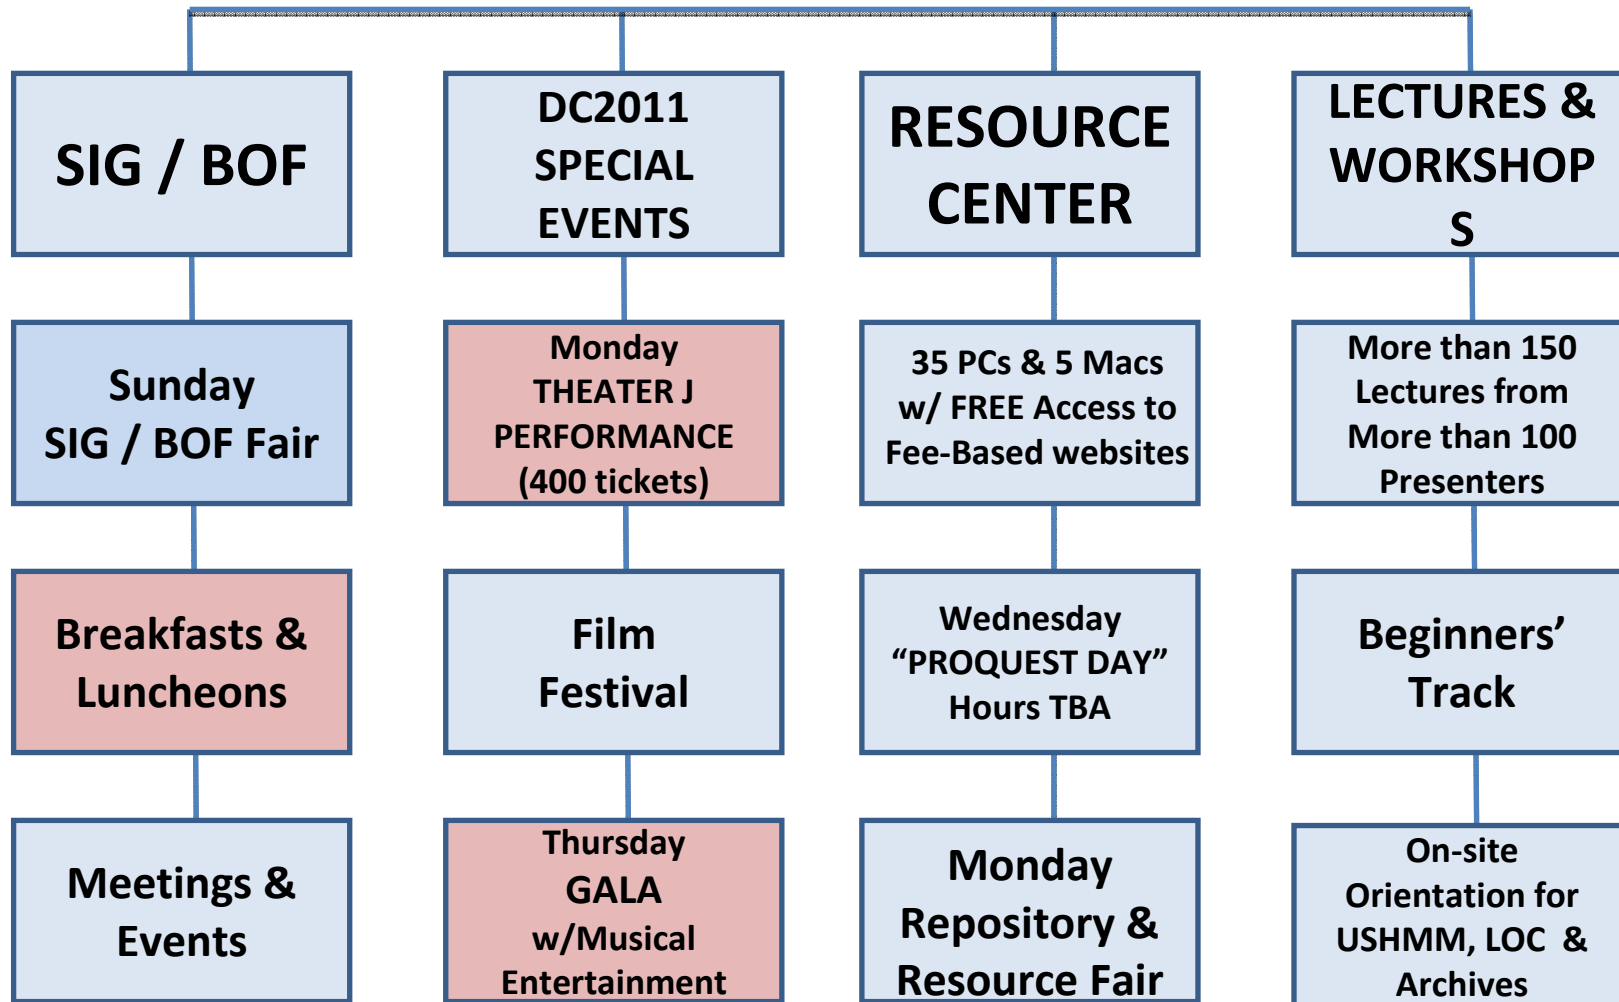 SIG / BOF
DC2011
SPECIAL
EVENTS
RESOURCE
CENTER
LECTURES &
WORKSHOP
S
Sunday
SIG / BOF Fair
Monday
THEATER J
PERFORMANCE
(400 tickets)
35 PCs & 5 Macs
w/ FREE Access to
Fee-Based websites
More than 150
Lectures from
More than 100
Presenters
Breakfasts &
Luncheons
Film
Festival
Wednesday
“PROQUEST DAY”
Hours TBA
Beginners’
Track
Meetings &
Events
Thursday
GALA
w/Musical
Entertainment
Monday
Repository &
Resource Fair
On-site
Orientation for
USHMM, LOC &
Archives